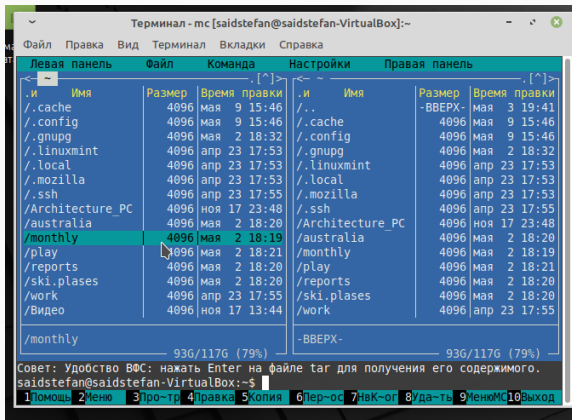 Терминал - mc [saidstefan@saidstefan-VirtualBox]:~
Файл Правка Вид Терминал Вкладки Справка
Левая панель Файл Команда Настройки Правая панель
<- ~ .[^]> <- ~ .[^]>
.и Имя Размер Время правки .и Имя Размер Время правки
/.cache 4096 мая 9 15:46 /.. -ВВЕРХ- мая 3 19:41
/.config 4096 мая 9 15:46 /.cache 4096 мая 9 15:46
/.gnupg 4096 мая 2 18:32 /.config 4096 мая 9 15:46
/.linuxmint 4096 апр 23 17:53 /.gnupg 4096 мая 2 18:32
/.local 4096 апр 23 17:53 /.linuxmint 4096 апр 23 17:53
/.mozilla 4096 апр 23 17:53 /.local 4096 апр 23 17:53
/.ssh 4096 апр 23 17:55 /.mozilla 4096 апр 23 17:53
/Architecture_PC 4096 ноя 17 23:48 /.ssh 4096 апр 23 17:55
/australia 4096 мая 2 18:20 /Architecture_PC 4096 ноя 17 23:48
/monthly 4096 мая 2 18:19 /australia 4096 мая 2 18:20
/play 4096 мая 2 18:21 /monthly 4096 мая 2 18:19
/reports 4096 мая 2 18:20 /play 4096 мая 2 18:21
/ski.plases 4096 мая 2 18:20 /reports 4096 мая 2 18:20
/work 4096 апр 23 17:55 /ski.plases 4096 мая 2 18:20
/Видео 4096 ноя 17 13:44 /work 4096 апр 23 17:55
/monthly -ВВЕРХ-
93G/117G (79%) 93G/117G (79%)
Совет: Удобство ВФС: нажать Enter на файле tar для получения его содержимого.
saidstefan@saidstefan-VirtualBox:~$
1Помощь 2Меню 3Про~тр 4Правка 5Копия 6Пер~ос 7НвК~ог 8Уда~ть 9МенюМС 10Выход